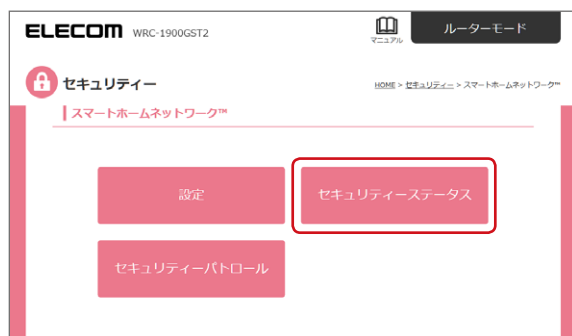 ELECOM WRC-1900GST2
マニュアル
ルーターモード
セキュリティー
HOME > セキュリティー > スマートホームネットワーク™
スマートホームネットワーク™
設定
セキュリティーステータス
セキュリティーパトロール